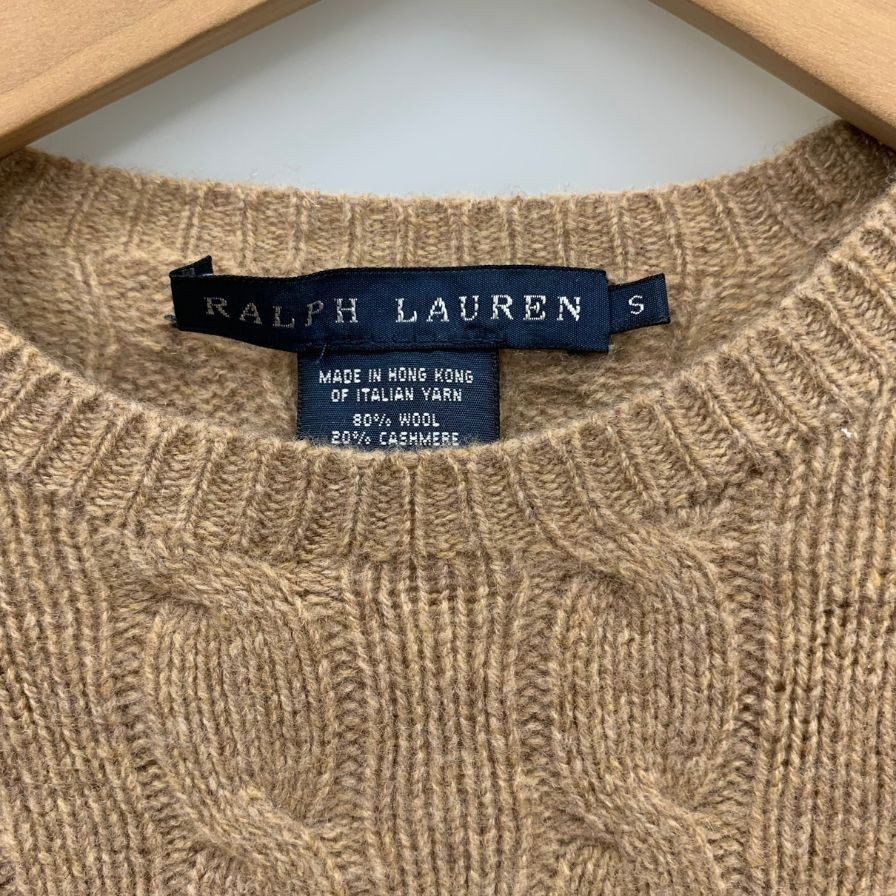 RALPH LAUREN
S
MADE IN HONG KONG
OF ITALIAN YARN
80% WOOL
20% CASHMERE